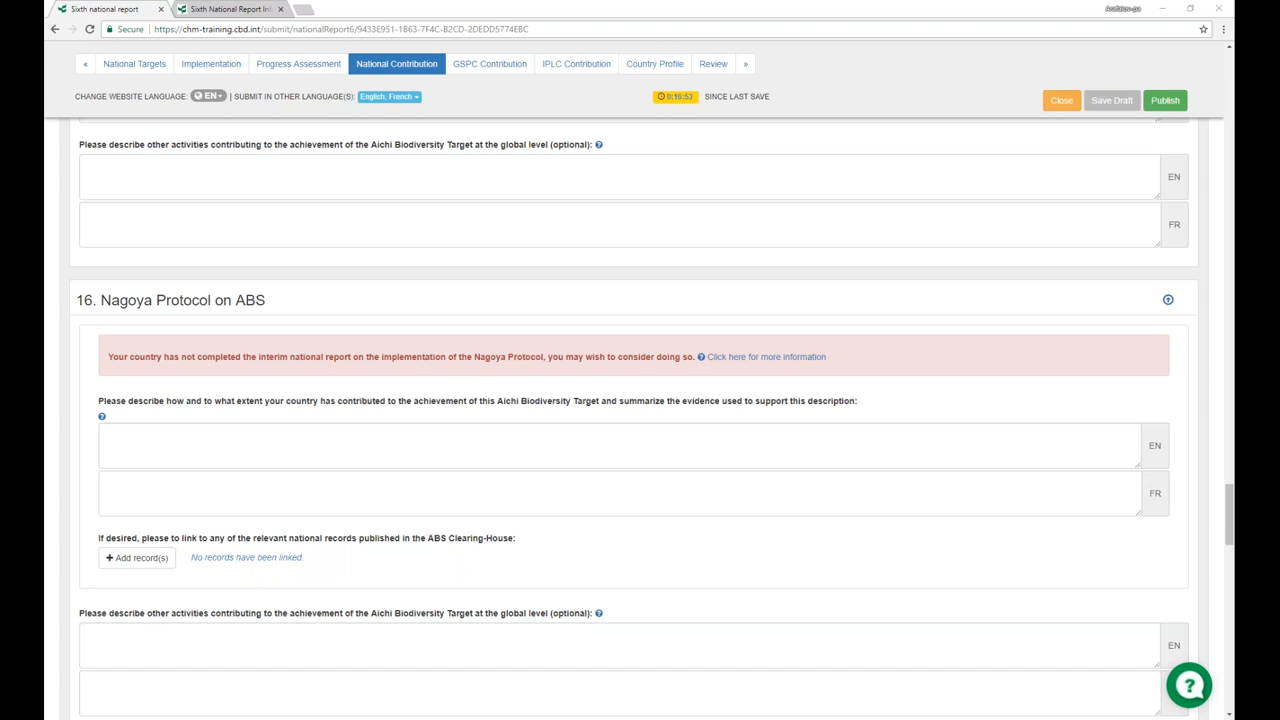 Sixth national report
Sixth National Report Inf
Secure
https://chm-training.cbd.int/submit/nationalReport6/9433E951-1B63-7F4C-B2CD-2DEDD5774EBC
« National Targets Implementation Progress Assessment National Contribution GSPC Contribution IPLC Contribution Country Profile Review »
CHANGE WEBSITE LANGUAGE: EN | SUBMIT IN OTHER LANGUAGE(S): English, French
0:16:53 SINCE LAST SAVE
Close Save Draft Publish
Please describe other activities contributing to the achievement of the Aichi Biodiversity Target at the global level (optional):
EN
FR
16. Nagoya Protocol on ABS
Your country has not completed the interim national report on the implementation of the Nagoya Protocol, you may wish to consider doing so. Click here for more information
Please describe how and to what extent your country has contributed to the achievement of this Aichi Biodiversity Target and summarize the evidence used to support this description:
EN
FR
If desired, please to link to any of the relevant national records published in the ABS Clearing-House:
+ Add record(s) No records have been linked.
Please describe other activities contributing to the achievement of the Aichi Biodiversity Target at the global level (optional):
EN